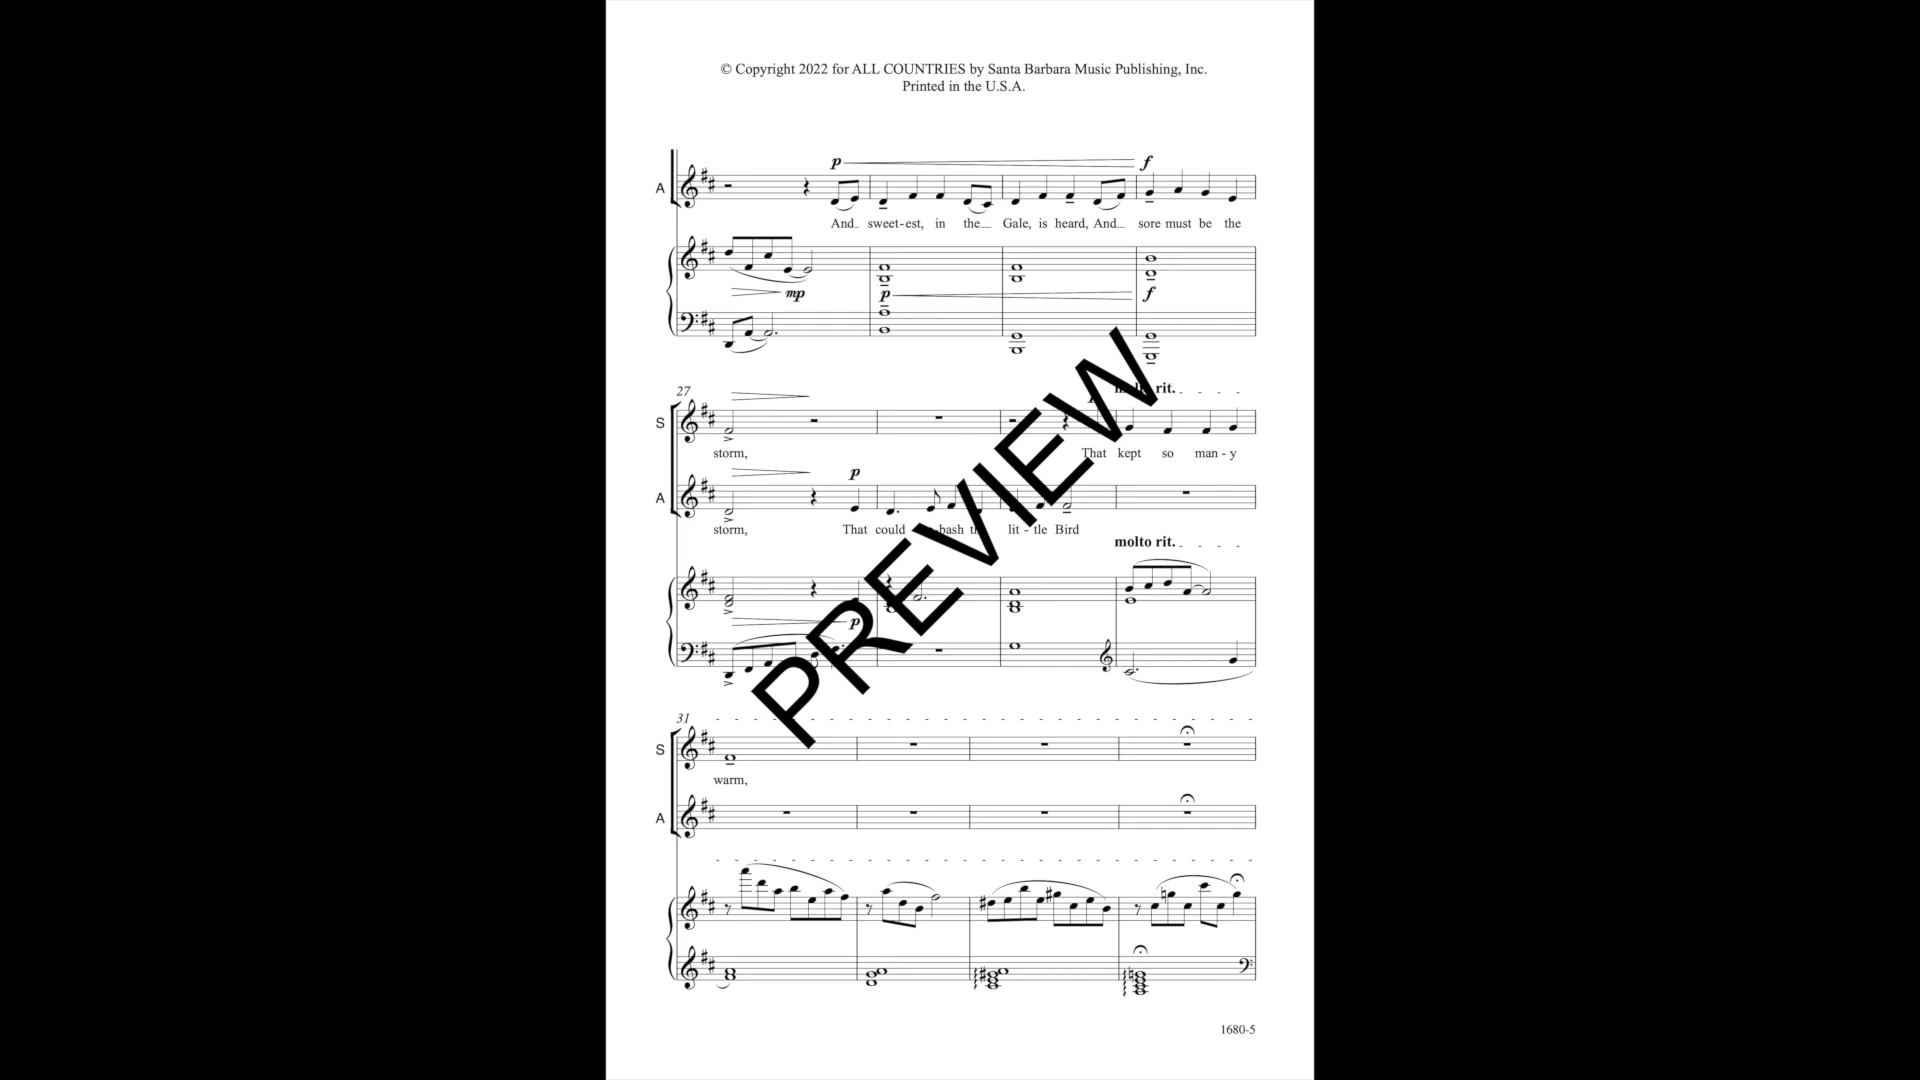 © Copyright 2022 for ALL COUNTRIES by Santa Barbara Music Publishing, Inc.
Printed in the U.S.A.
p f
A
And sweet-est, in the Gale, is heard, And sore must be the
mp p f
27 rit.
S
storm, That kept so man - y
p
A
storm, That could bash lit - tle Bird
molto rit.
p
PREVIEW
31
S
warm,
A
1680-5